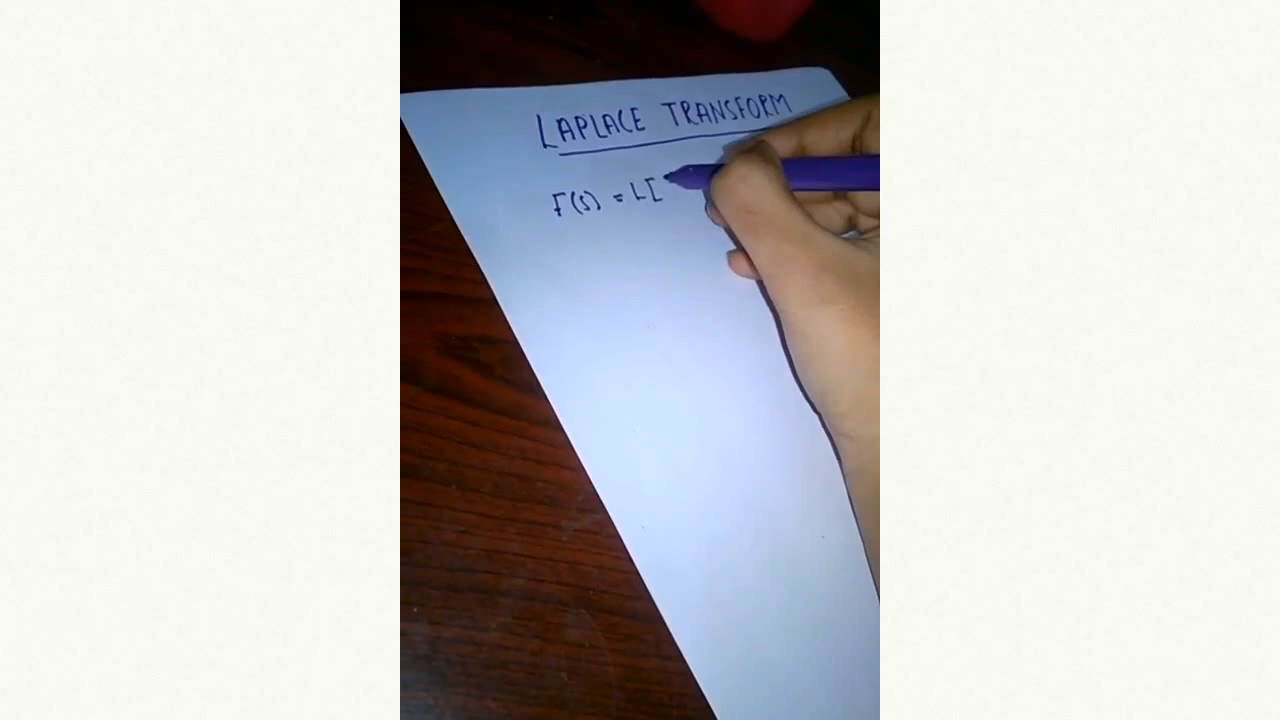 LAPLACE TRANSFORM
F(s) = L[